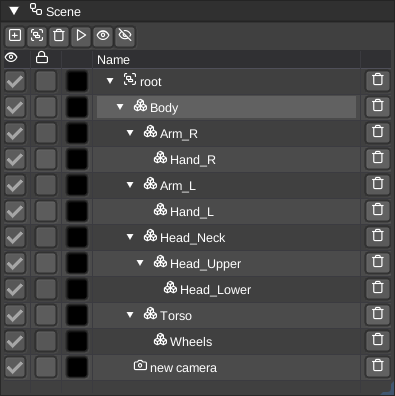 Scene
Name
root
Body
Arm_R
Hand_R
Arm_L
Hand_L
Head_Neck
Head_Upper
Head_Lower
Torso
Wheels
new camera